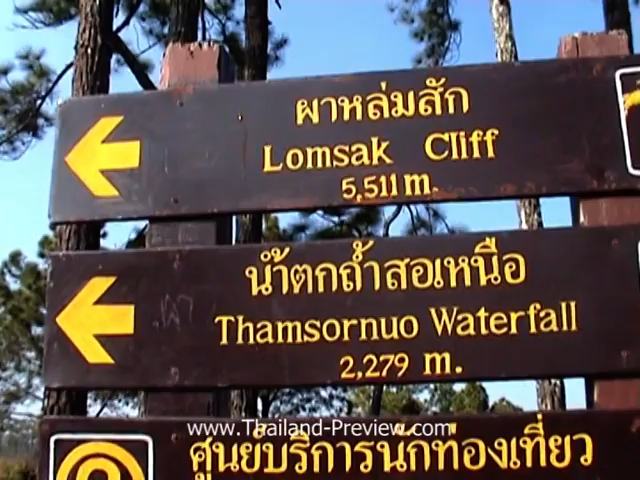 ผาหล่มสัก
Lomsak Cliff
5,511 m.
น้ำตกถ้ำสอเหนือ
Thamsornuo Waterfall
2,279 m.
www.Thailand-Preview.com
ศูนย์บริการนักท่องเที่ยว